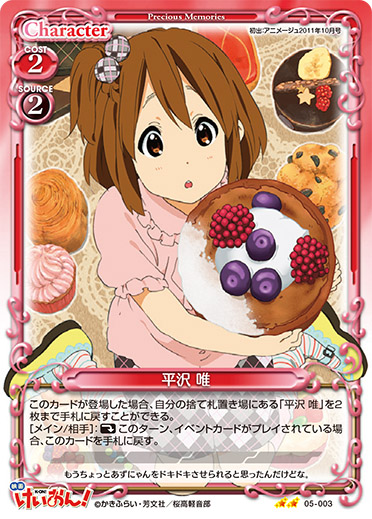 Precious Memories
Character
初出:アニメージュ2011年10月号
COST
2
SOURCE
2
平沢 唯
このカードが登場した場合、自分の捨て札置き場にある「平沢 唯」を2
枚まで手札に戻すことができる。
[メイン/相手]: このターン、イベントカードがプレイされている場
合、このカードを手札に戻す。
もうちょっとあずにゃんをドキドキさせられると思ったんだけどな。
映画
K-ON!
けいおん!
©かきふらい・芳文社/桜高軽音部
05-003